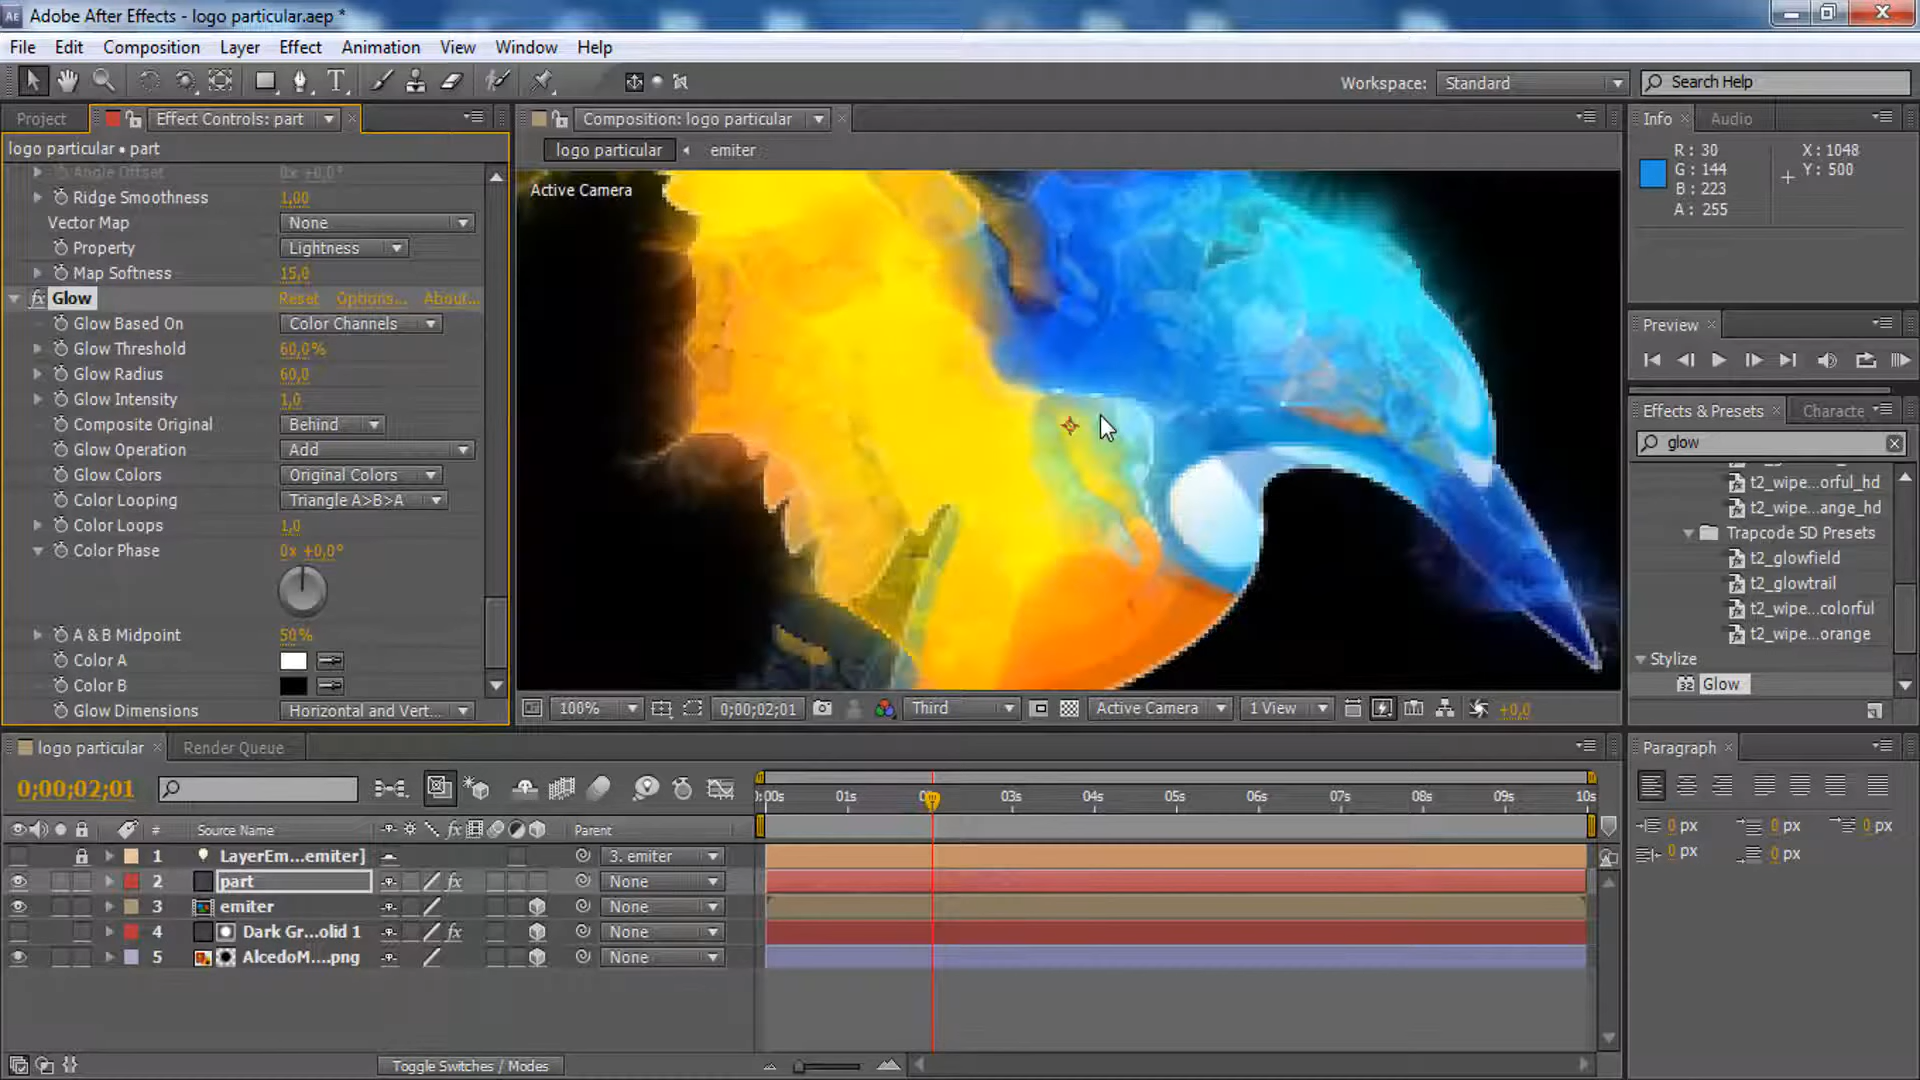 Adobe After Effects - logo particular.aep *
File Edit Composition Layer Effect Animation View Window Help
Workspace: Standard Search Help
Project Effect Controls: part
Composition: logo particular
Info Audio
logo particular • part
logo particular emiter
Active Camera
R: 30
G: 144
B: 223
A: 255
X: 1048
Y: 500
Angle Offset 0x +0,0°
Ridge Smoothness 1,00
Vector Map None
Property Lightness
Map Softness 15,0
Glow Reset Options... About...
Glow Based On Color Channels
Glow Threshold 60,0%
Glow Radius 60,0
Glow Intensity 1,0
Composite Original Behind
Glow Operation Add
Glow Colors Original Colors
Color Looping Triangle A>B>A
Color Loops 1,0
Color Phase 0x +0,0°
A & B Midpoint 50%
Color A
Color B
Glow Dimensions Horizontal and Vert...
100% 0;00;02;01 Third Active Camera 1 View +0,0
Preview
Effects & Presets Characte
glow
t2_wipe...orful_hd
t2_wipe...ange_hd
Trapcode SD Presets
t2_glowfield
t2_glowtrail
t2_wipe...colorful
t2_wipe...orange
Stylize
32 Glow
logo particular Render Queue
Paragraph
0;00;02;01
:00s 01s 03s 04s 05s 06s 07s 08s 09s 10s
# Source Name Parent
1 LayerEm...emiter] 3. emiter
2 part None
3 emiter None
4 Dark Gr...olid 1 None
5 AlcedoM....png None
0 px 0 px 0 px
0 px 0 px
Toggle Switches / Modes